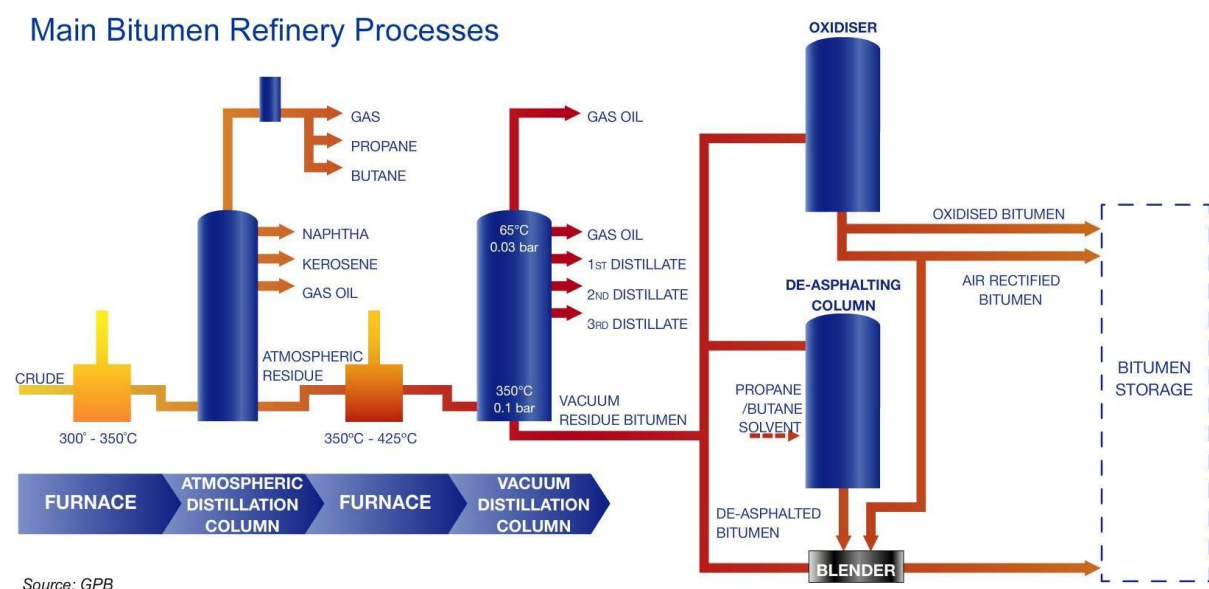 Main Bitumen Refinery Processes
OXIDISER
GAS
PROPANE
BUTANE
GAS OIL
NAPHTHA
KEROSENE
GAS OIL
65°C
0.03 bar
GAS OIL
1ST DISTILLATE
2ND DISTILLATE
3RD DISTILLATE
OXIDISED BITUMEN
AIR RECTIFIED
BITUMEN
DE-ASPHALTING
COLUMN
CRUDE
300° - 350°C
ATMOSPHERIC
RESIDUE
350°C - 425°C
350°C
0.1 bar
VACUUM
RESIDUE BITUMEN
PROPANE
/BUTANE
SOLVENT
BITUMEN
STORAGE
FURNACE
ATMOSPHERIC
DISTILLATION
COLUMN
FURNACE
VACUUM
DISTILLATION
COLUMN
DE-ASPHALTED
BITUMEN
BLENDER
Source: GPB